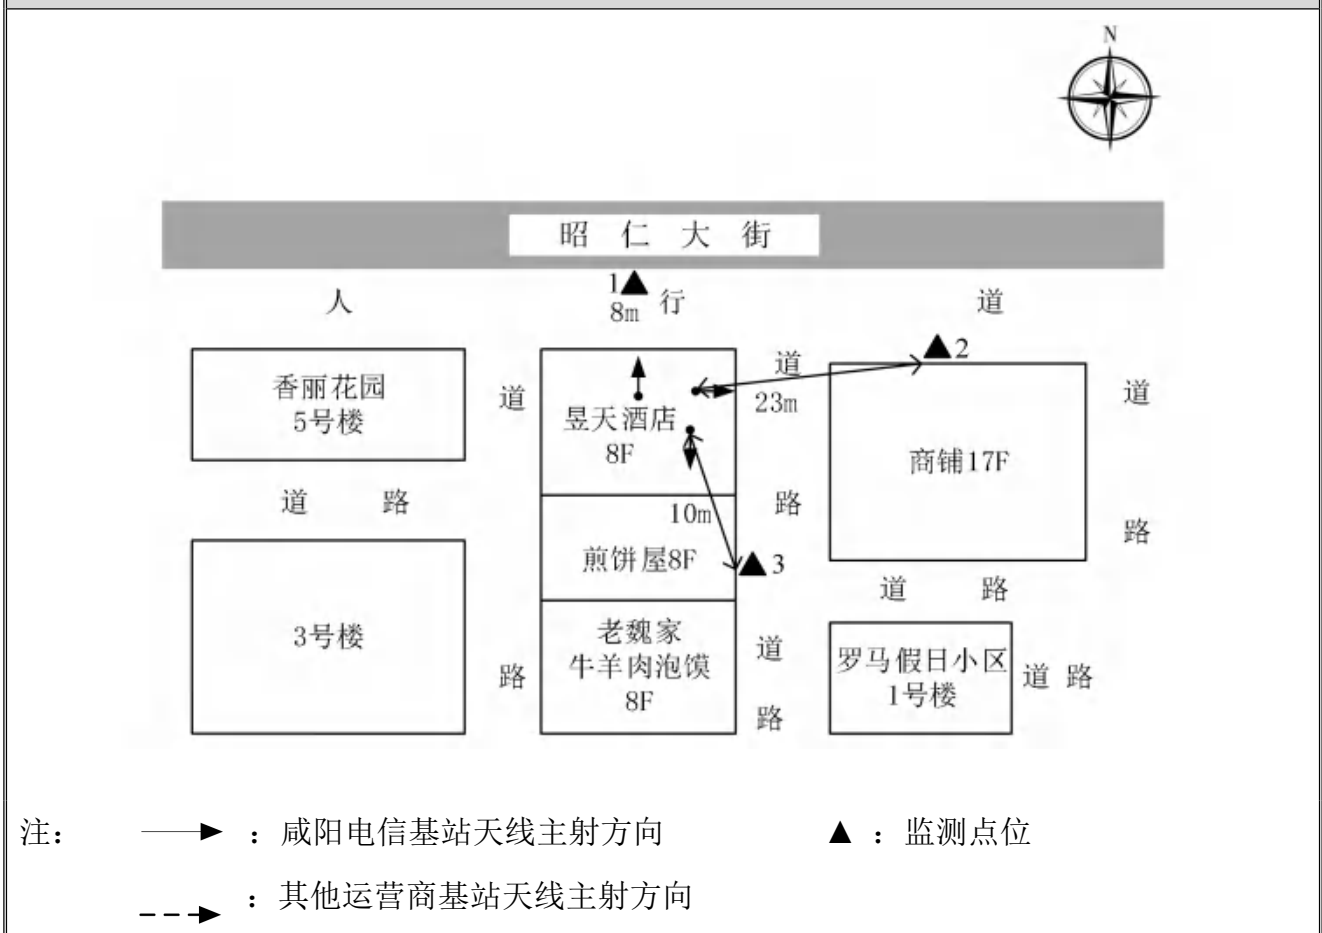 N
昭 仁 大 街
1▲
8m
人 行 道
▲2
香丽花园
5号楼
道
昱天酒店
8F
道
23m
路
商铺17F
道
路
道 路
10m
煎饼屋8F
▲3
道 路
3号楼
路
老魏家
牛羊肉泡馍
8F
道
路
罗马假日小区
1号楼
道 路
注：
：咸阳电信基站天线主射方向
▲：监测点位
：其他运营商基站天线主射方向